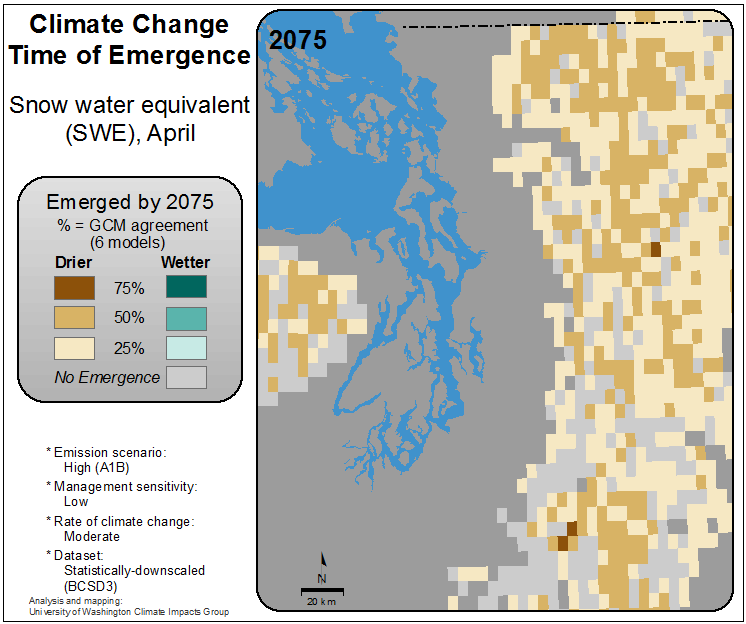 Climate Change
Time of Emergence
Snow water equivalent
(SWE), April
Emerged by 2075
% = GCM agreement
(6 models)
Drier Wetter
75%
50%
25%
No Emergence
* Emission scenario:
High (A1B)
* Management sensitivity:
Low
* Rate of climate change:
Moderate
* Dataset:
Statistically-downscaled
(BCSD3)
Analysis and mapping:
University of Washington Climate Impacts Group
2075
N
20 km